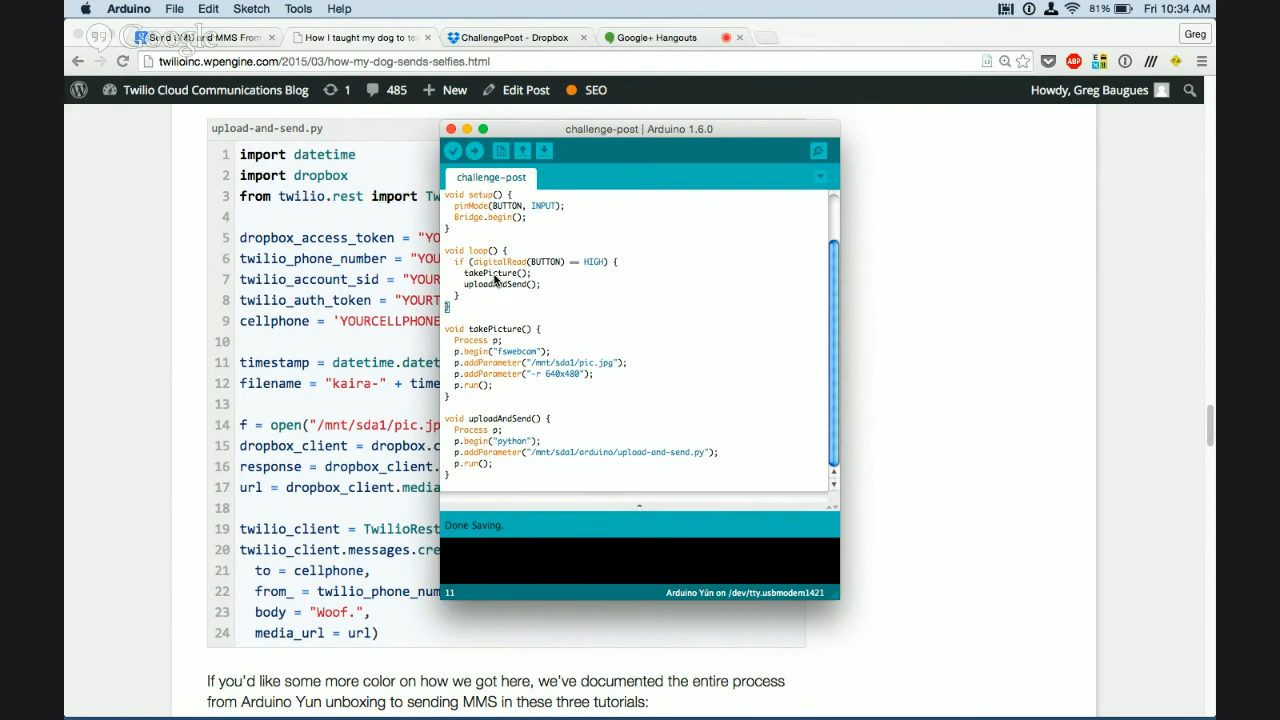 Arduino File Edit Sketch Tools Help 81% Fri 10:34 AM
Google
How I taught my dog to te ChallengePost - Dropbox Google+ Hangouts Greg
twilioinc.wpengine.com/2015/03/how-my-dog-sends-selfies.html
Twilio Cloud Communications Blog 1 485 New Edit Post SEO Howdy, Greg Baugues
upload-and-send.py
1 import datetime
2 import dropbox
3 from twilio.rest import Tw
4
5 dropbox_access_token = "YO
6 twilio_phone_number = "YOU
7 twilio_account_sid = "YOUR
8 twilio_auth_token = "YOURT
9 cellphone = 'YOURCELLPHONE
10
11 timestamp = datetime.datet
12 filename = "kaira-" + time
13
14 f = open("/mnt/sda1/pic.jp
15 dropbox_client = dropbox.c
16 response = dropbox_client.
17 url = dropbox_client.media
18
19 twilio_client = TwilioRest
20 twilio_client.messages.cre
21 to = cellphone,
22 from_ = twilio_phone_num
23 body = "Woof.",
24 media_url = url)
challenge-post | Arduino 1.6.0
challenge-post
void setup() {
pinMode(BUTTON, INPUT);
Bridge.begin();
}
void loop() {
if (digitalRead(BUTTON) == HIGH) {
takePicture();
uploadAndSend();
}
}
void takePicture() {
Process p;
p.begin("fswebcam");
p.addParameter("/mnt/sda1/pic.jpg");
p.addParameter("-r 640x480");
p.run();
}
void uploadAndSend() {
Process p;
p.begin("python");
p.addParameter("/mnt/sda1/arduino/upload-and-send.py");
p.run();
}
Done Saving.
11 Arduino Yún on /dev/tty.usbmodem1421
If you'd like some more color on how we got here, we've documented the entire process
from Arduino Yun unboxing to sending MMS in these three tutorials: